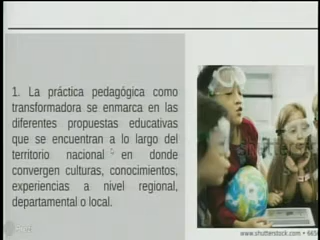 1. La práctica pedagógica como
transformadora se enmarca en las
diferentes propuestas educativas
que se encuentran a lo largo del
territorio nacional en donde
convergen culturas, conocimientos,
experiencias a nivel regional,
departamental o local.
www.shutterstock.com